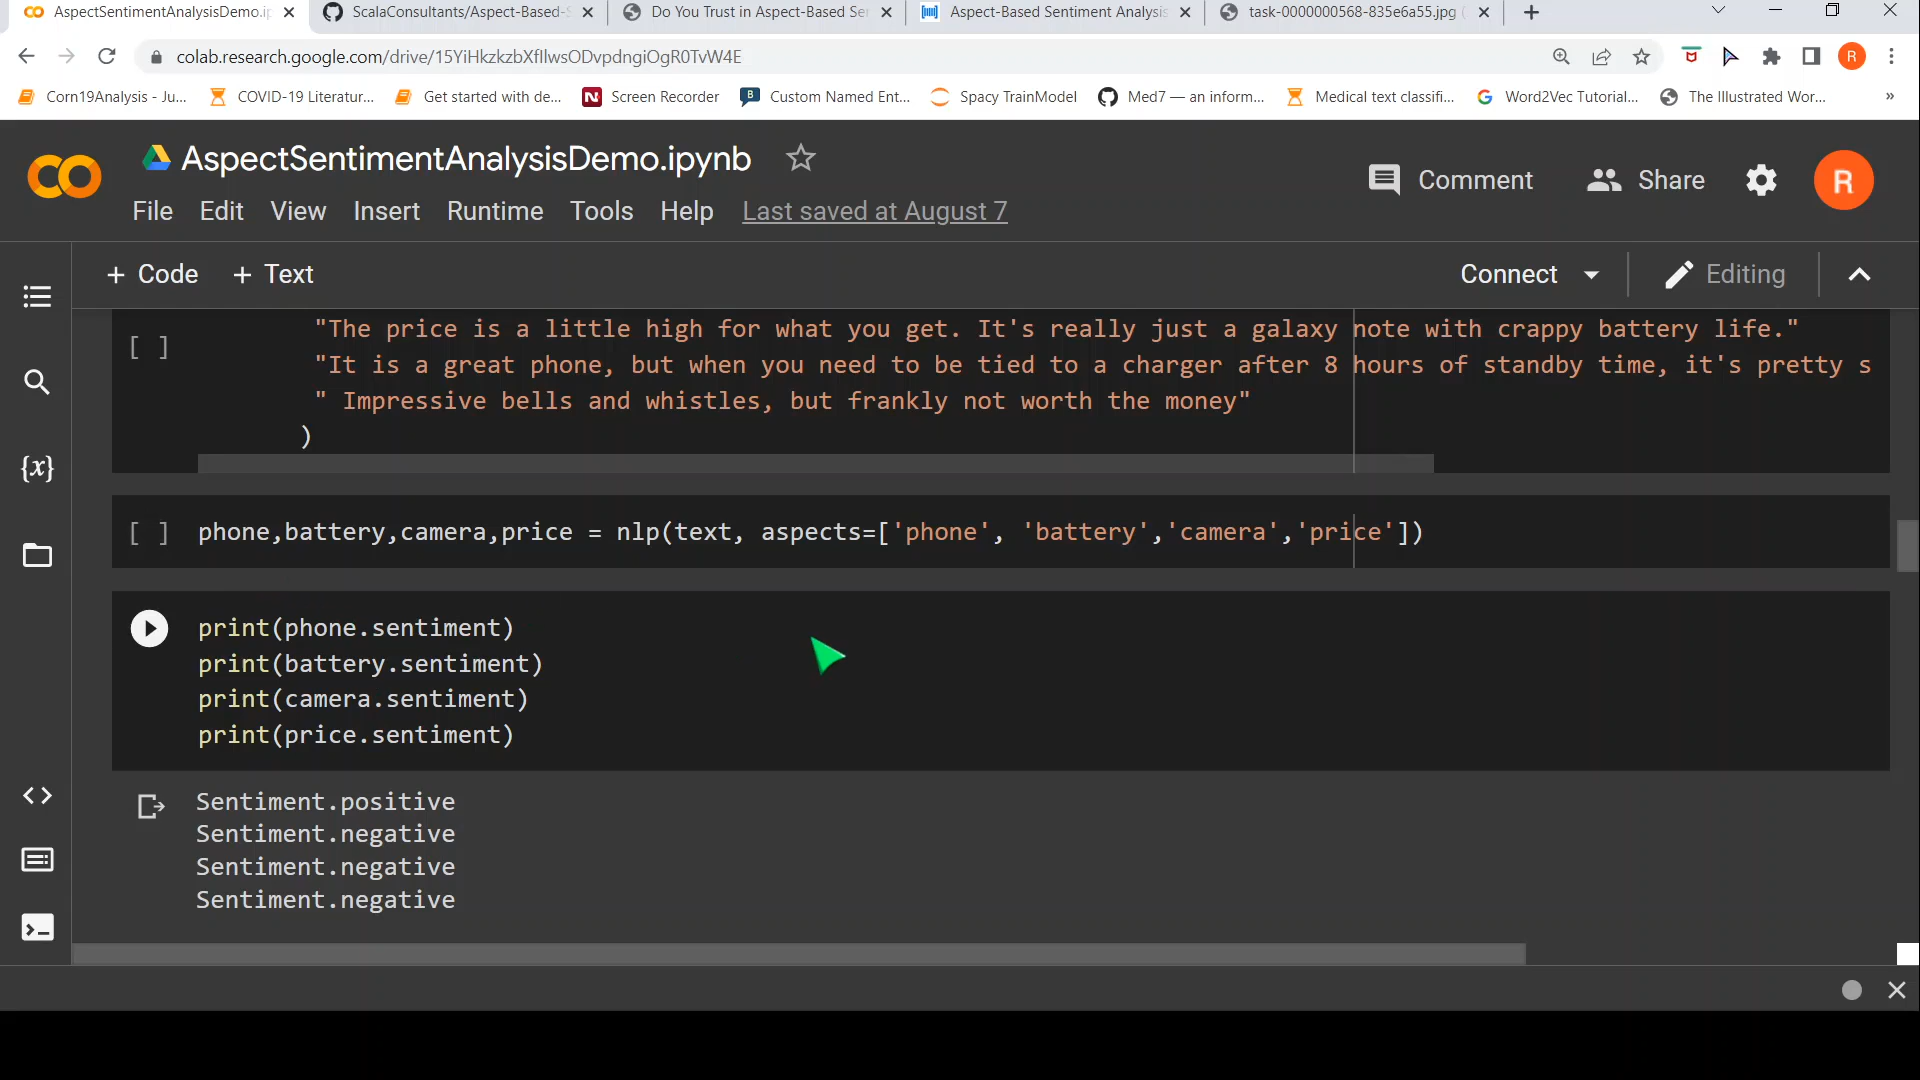 AspectSentimentAnalysisDemo.ip
ScalaConsultants/Aspect-Based-S
Do You Trust in Aspect-Based Se
Aspect-Based Sentiment Analysis
task-0000000568-835e6a55.jpg (
colab.research.google.com/drive/
R
Corn19Analysis - Ju...
COVID-19 Literatur...
Get started with de...
Screen Recorder
Custom Named Ent...
Spacy TrainModel
Med7 — an inform...
Medical text classifi...
Word2Vec Tutorial...
The Illustrated Wor...
»
AspectSentimentAnalysisDemo.ipynb
Comment
Share
R
File Edit View Insert Runtime Tools Help Last saved at August 7
+ Code + Text
Connect
Editing
"The price is a little high for what you get. It's really just a galaxy note with crappy battery life."
[ ]
"It is a great phone, but when you need to be tied to a charger after 8 hours of standby time, it's pretty s
" Impressive bells and whistles, but frankly not worth the money"
)
{x}
[ ] phone,battery,camera,price = nlp(text, aspects=['phone', 'battery','camera','price'])
print(phone.sentiment)
print(battery.sentiment)
print(camera.sentiment)
print(price.sentiment)
Sentiment.positive
Sentiment.negative
Sentiment.negative
Sentiment.negative